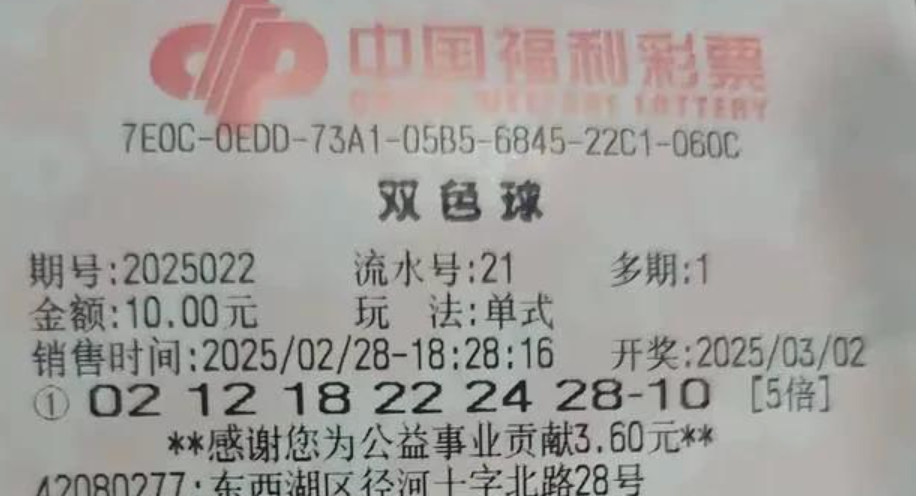 中国福利彩票
CHINA WELFARE LOTTERY
7E0C-0EDD-73A1-05B5-6845-22C1-060C
双色球
期号:2025022 流水号:21 多期:1
金额:10.00元 玩 法:单式
销售时间:2025/02/28-18:28:16 开奖:2025/03/02
① 02 12 18 22 24 28-10 [5倍]
**感谢您为公益事业贡献3.60元**
42080277:东西湖区径河十字北路28号